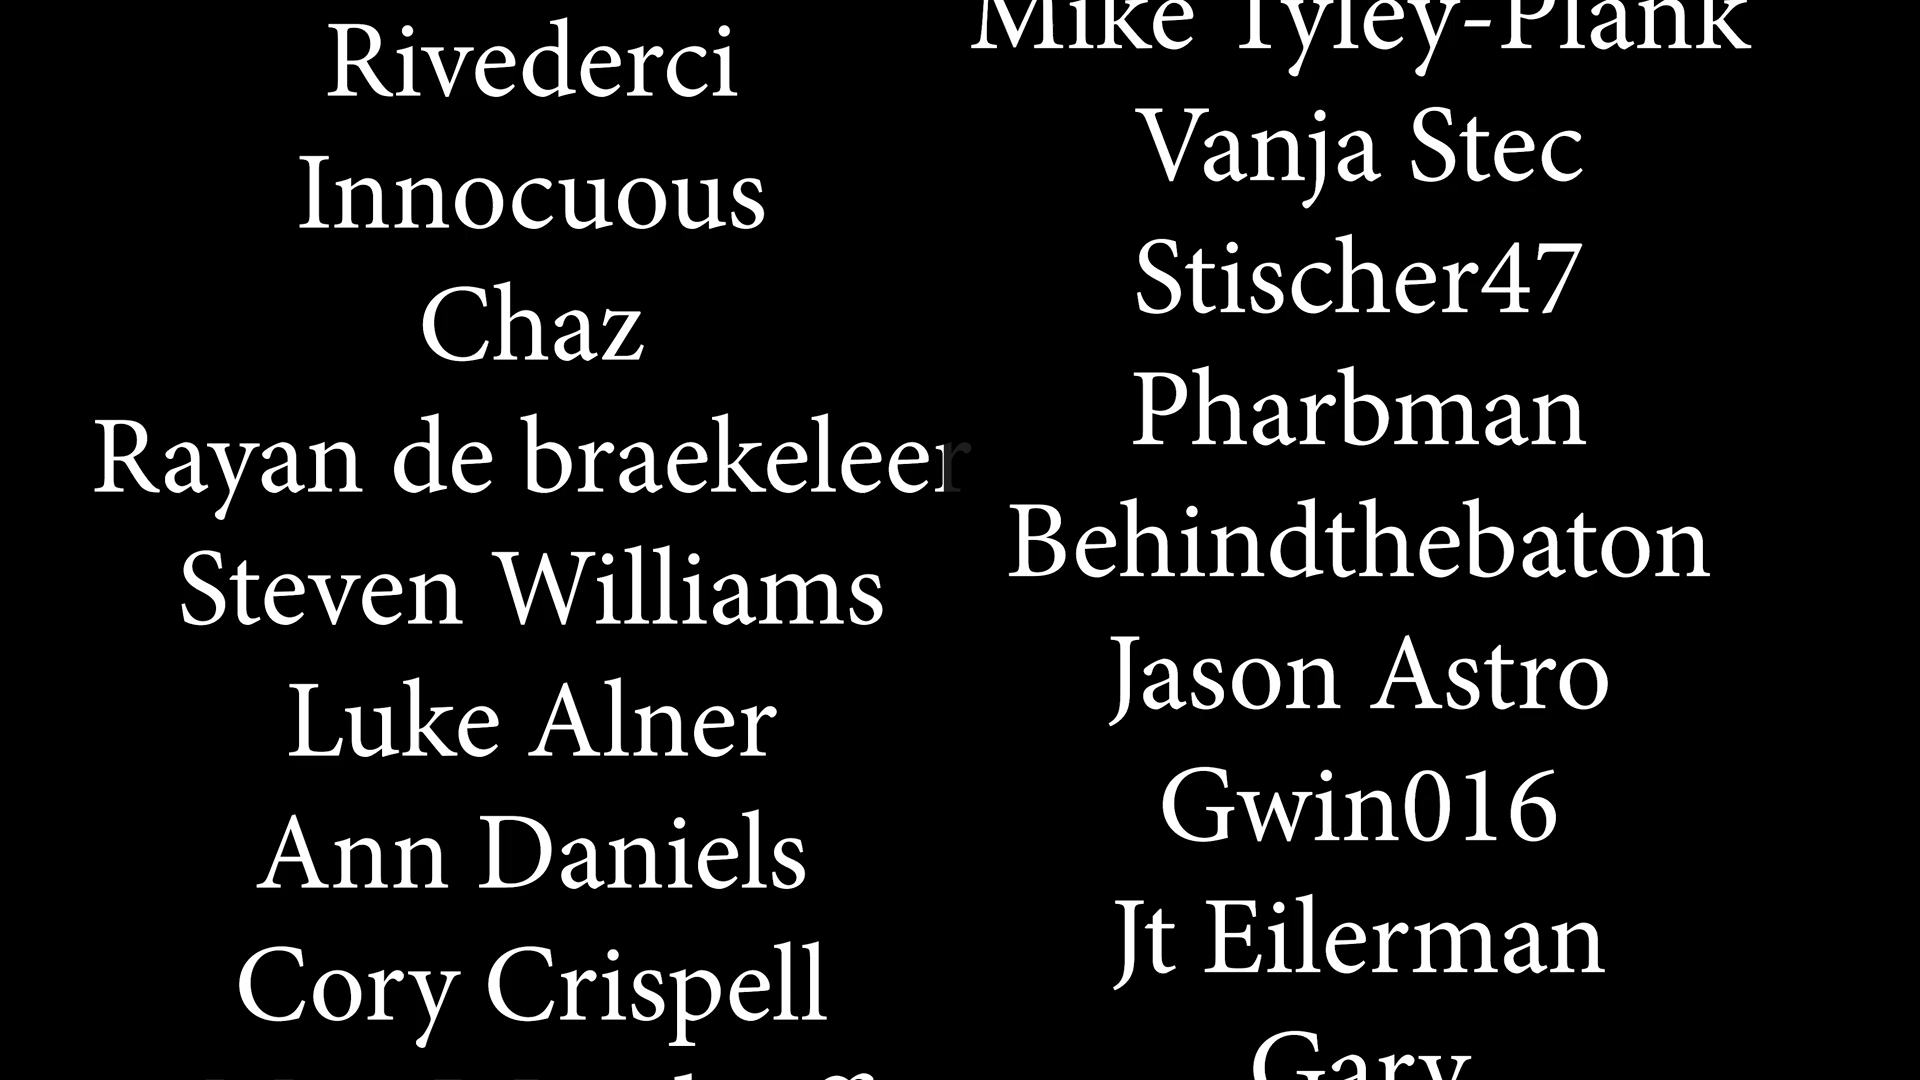 Rivederci
Innocuous
Chaz
Rayan de braekeleer
Steven Williams
Luke Alner
Ann Daniels
Cory Crispell
Mike Tyley-Plank
Vanja Stec
Stischer47
Pharbman
Behindthebaton
Jason Astro
Gwin016
Jt Eilerman
Gary